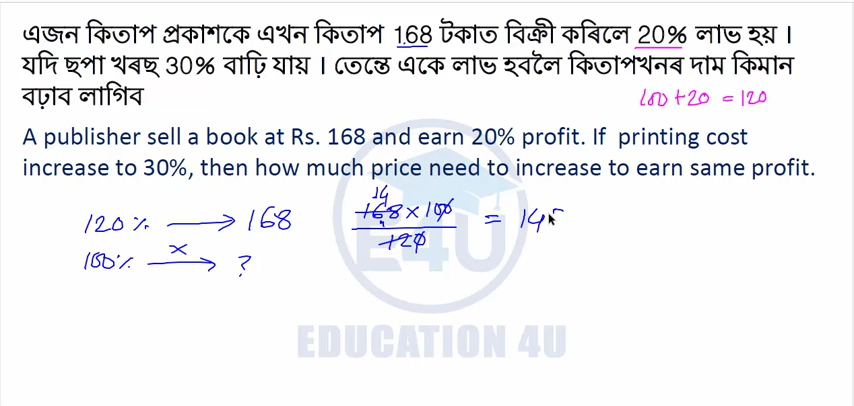 এজন কিতাপ প্ৰকাশকে এখন কিতাপ 168 টকাত বিক্ৰী কৰিলে 20% লাভ হয় ।
যদি ছপা খৰছ 30% বাঢ়ি যায় । তেন্তে একে লাভ হবলৈ কিতাপখনৰ দাম কিমান
বঢ়াব লাগিব
100 + 20 = 120
A publisher sell a book at Rs. 168 and earn 20% profit. If printing cost
increase to 30%, then how much price need to increase to earn same profit.
120% → 168
100% x → ?
14
168 × 100
120
= 14
E4U
EDUCATION 4U